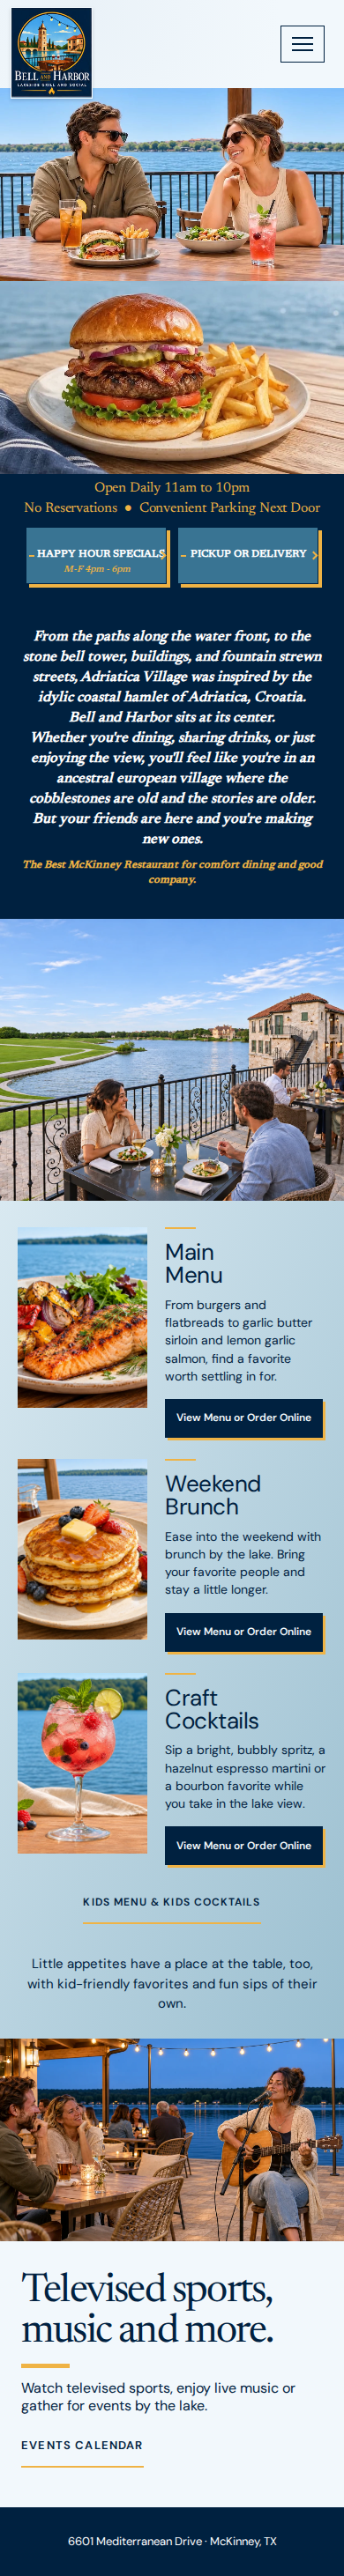 BELL AND HARBOR
LAKESIDE GRILL AND SOCIAL
Open Daily 11am to 10pm
No Reservations ● Convenient Parking Next Door
HAPPY HOUR SPECIALS
M-F 4pm - 6pm
PICKUP OR DELIVERY
From the paths along the water front, to the
stone bell tower, buildings, and fountain strewn
streets, Adriatica Village was inspired by the
idylic coastal hamlet of Adriatica, Croatia.
Bell and Harbor sits at its center.
Whether you're dining, sharing drinks, or just
enjoying the view, you'll feel like you're in an
ancestral european village where the
cobblestones are old and the stories are older.
But your friends are here and you're making
new ones.
The Best McKinney Restaurant for comfort dining and good
company.
Main
Menu
From burgers and
flatbreads to garlic butter
sirloin and lemon garlic
salmon, find a favorite
worth settling in for.
View Menu or Order Online
Weekend
Brunch
Ease into the weekend with
brunch by the lake. Bring
your favorite people and
stay a little longer.
View Menu or Order Online
Craft
Cocktails
Sip a bright, bubbly spritz, a
hazelnut espresso martini or
a bourbon favorite while
you take in the lake view.
View Menu or Order Online
KIDS MENU & KIDS COCKTAILS
Little appetites have a place at the table, too,
with kid-friendly favorites and fun sips of their
own.
Televised sports,
music and more.
Watch televised sports, enjoy live music or
gather for events by the lake.
EVENTS CALENDAR
6601 Mediterranean Drive · McKinney, TX